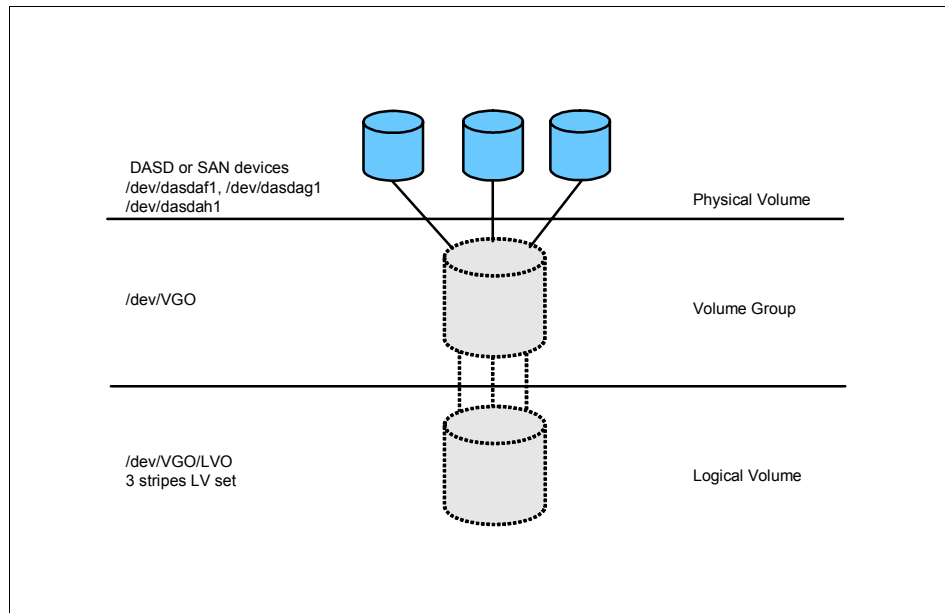 DASD or SAN devices
/dev/dasdaf1, /dev/dasdag1
/dev/dasdah1
Physical Volume
/dev/VGO
Volume Group
/dev/VGO/LVO
3 stripes LV set
Logical Volume